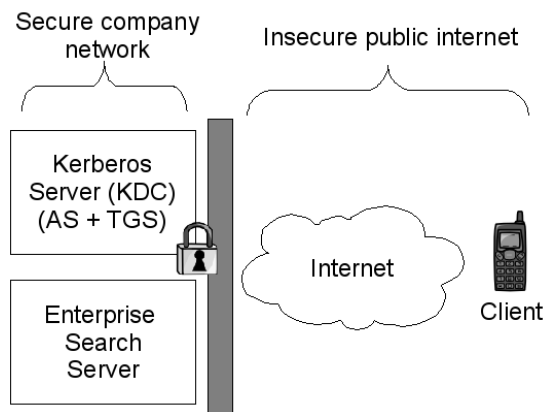 Secure company
network
Insecure public internet
Kerberos
Server (KDC)
(AS + TGS)
Internet
Client
Enterprise
Search
Server